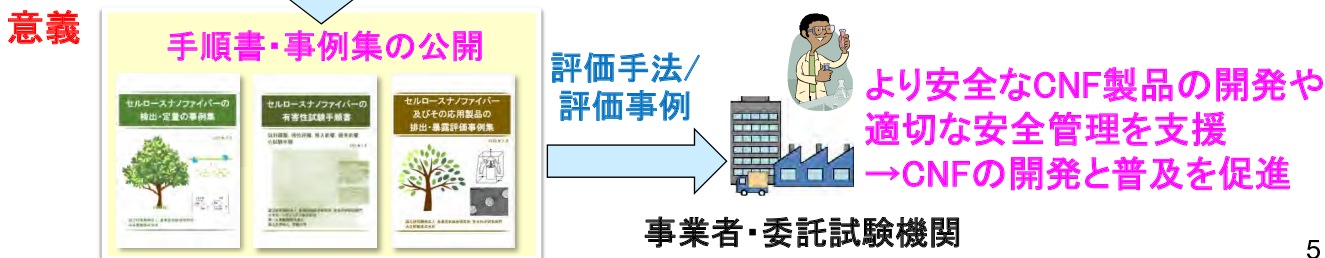 意義
手順書・事例集の公開
セルロースナノファイバーの
検出・定量の事例集
セルロースナノファイバーの
有害性試験手順書
セルロースナノファイバー
及びその応用製品の
排出・暴露評価事例集
評価手法/
評価事例
より安全なCNF製品の開発や
適切な安全管理を支援
→CNFの開発と普及を促進
事業者・委託試験機関
5